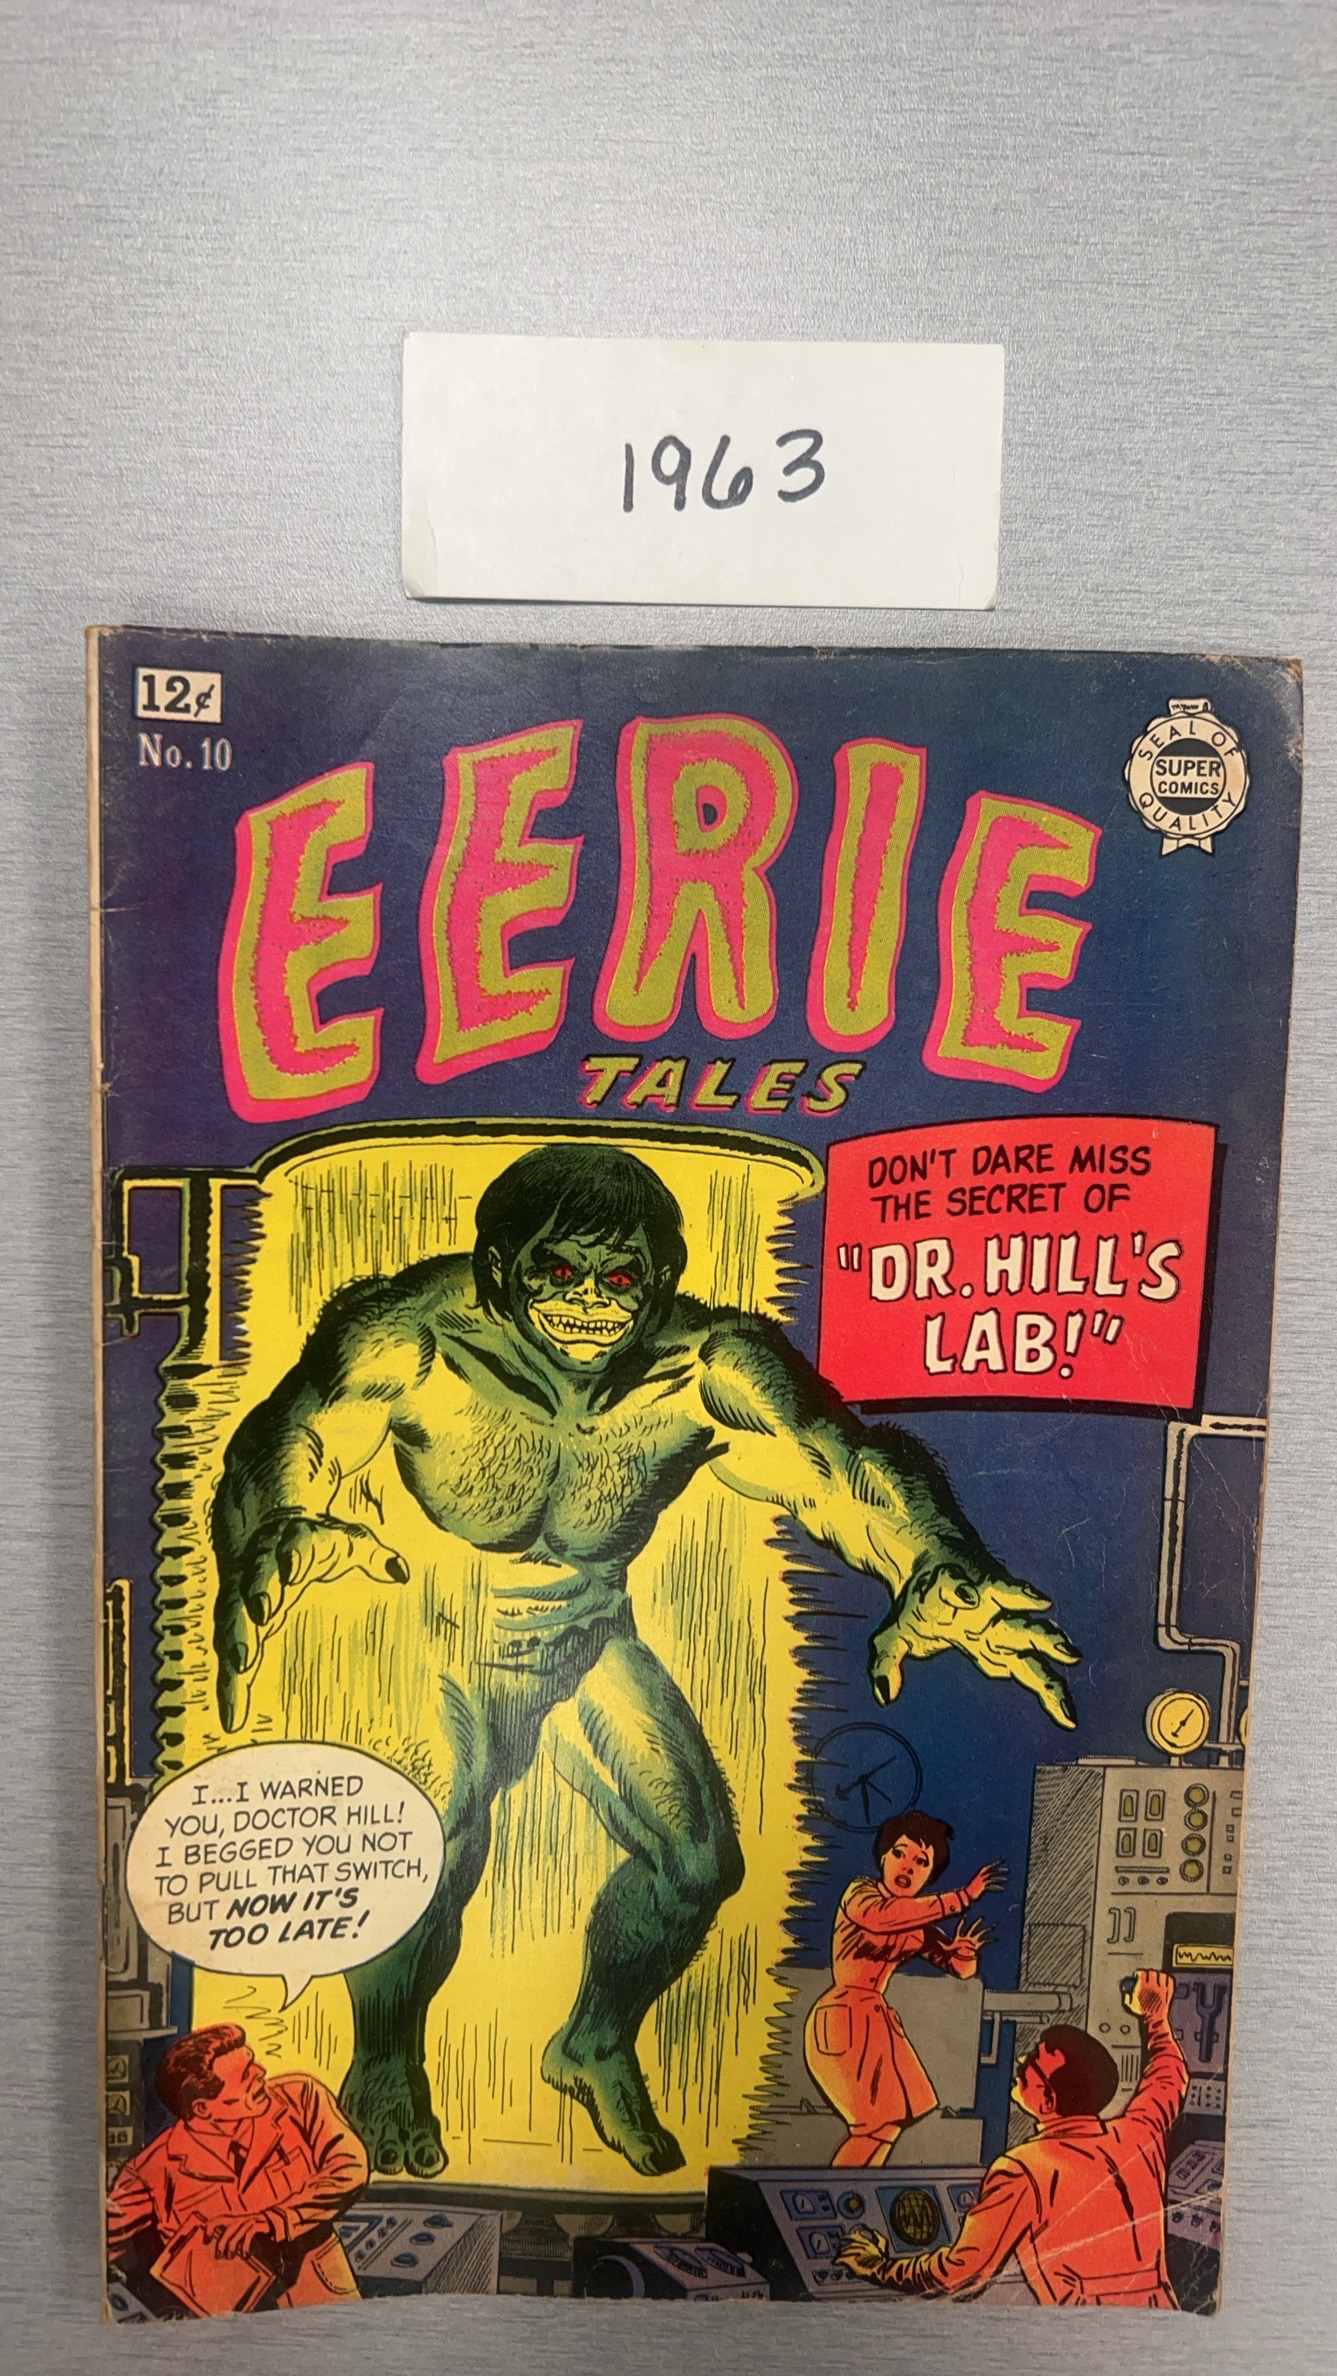 1963
12¢
No. 10
SEAL OF
SUPER
COMICS
QUALITY
EERIE
TALES
DON'T DARE MISS
THE SECRET OF
"DR. HILL'S
LAB!"
I...I WARNED
YOU, DOCTOR HILL!
I BEGGED YOU NOT
TO PULL THAT SWITCH,
BUT NOW IT'S
TOO LATE!